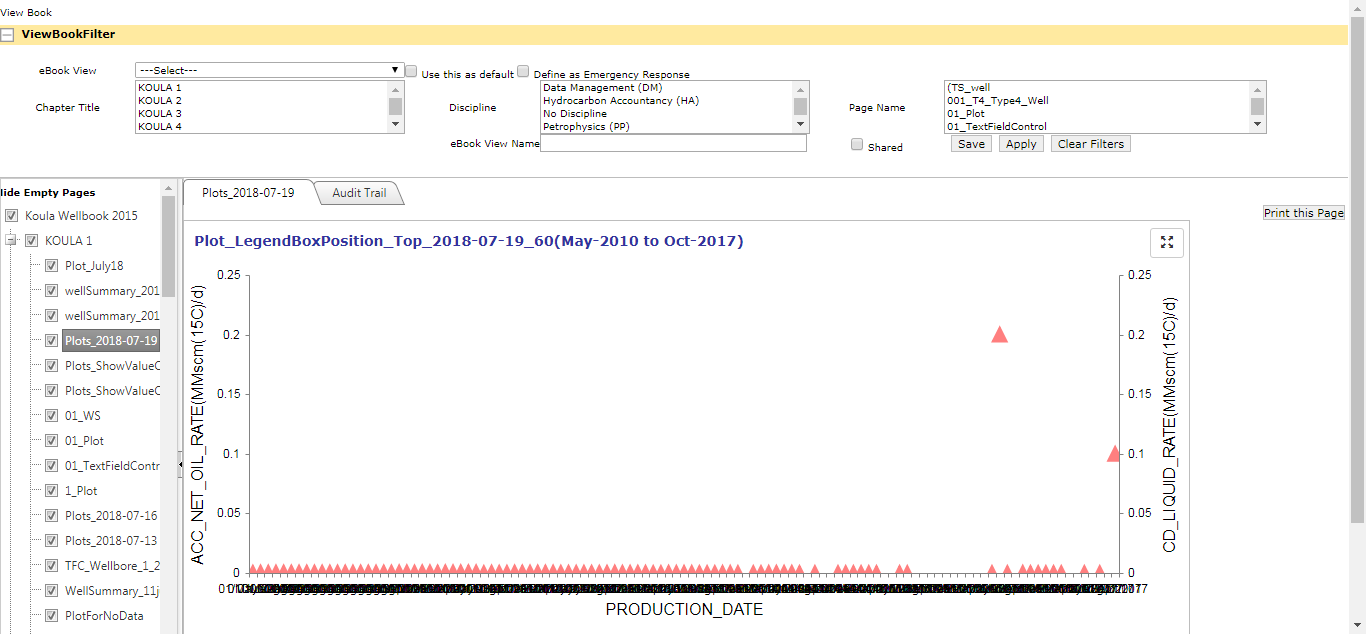 View Book
ViewBookFilter
eBook View
---Select---
Use this as default
Define as Emergency Response
Chapter Title
KOULA 1
KOULA 2
KOULA 3
KOULA 4
Discipline
Data Management (DM)
Hydrocarbon Accountancy (HA)
No Discipline
Petrophysics (PP)
Page Name
(TS_well
001_T4_Type4_Well
01_Plot
01_TextFieldControl
eBook View Name
Shared
Save
Apply
Clear Filters
lide Empty Pages
Koula Wellbook 2015
KOULA 1
Plot_July18
wellSummary_201
wellSummary_201
Plots_2018-07-19
Plots_ShowValueC
Plots_ShowValueC
01_WS
01_Plot
01_TextFieldContr
1_Plot
Plots_2018-07-16
Plots_2018-07-13
TFC_Wellbore_1_2
WellSummary_11j
PlotForNoData
Plots_2018-07-19
Audit Trail
Print this Page
Plot_LegendBoxPosition_Top_2018-07-19_60(May-2010 to Oct-2017)
ACC_NET_OIL_RATE(MMscm(15C)/d)
0.25
0.2
0.15
0.1
0.05
0
0.25
0.2
0.15
0.1
0.05
0
CD_LIQUID_RATE(MMscm(15C)/d)
PRODUCTION_DATE